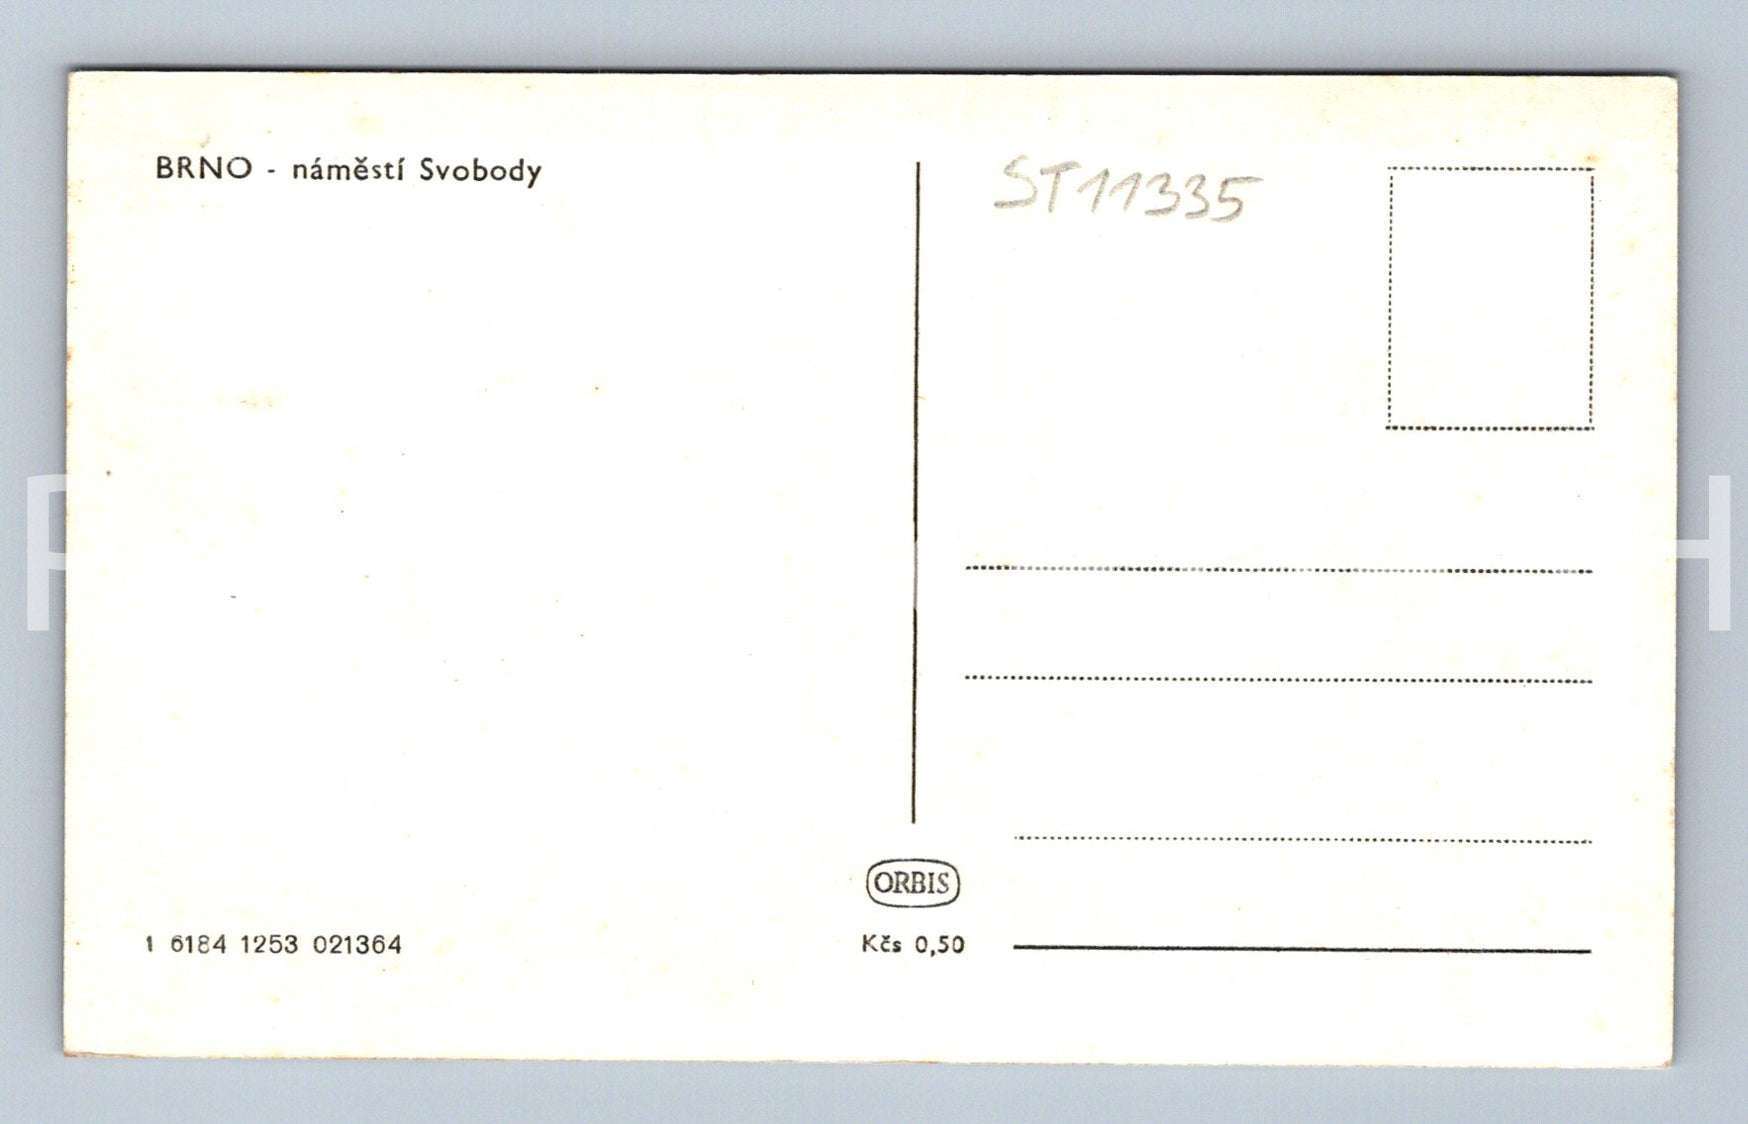 BRNO - náměstí Svobody
ST11335
ORBIS
1 6184 1253 021364
Kčs 0,50